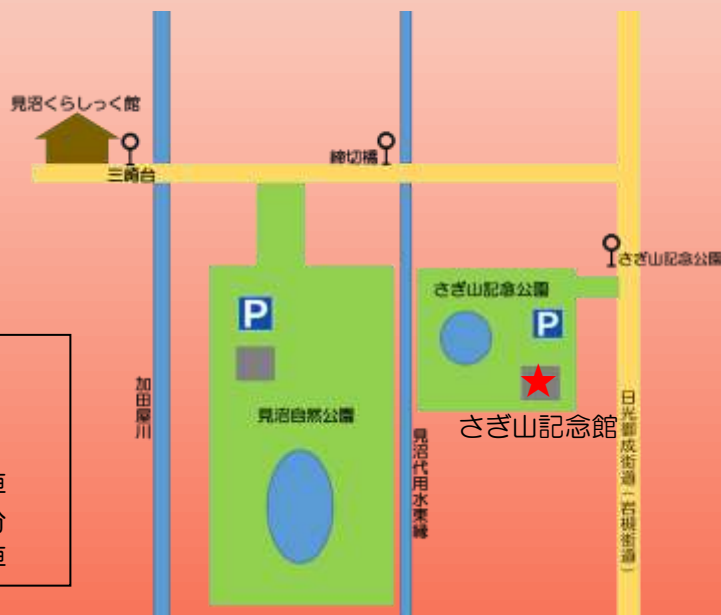 見沼くらしっく館
三崎台
締切橋
さぎ山記念公園
さぎ山記念公園
P
P
見沼自然公園
さぎ山記念館
加田屋川
見沼代用水東縁
日光御成街道(岩槻街道)
車
分
車